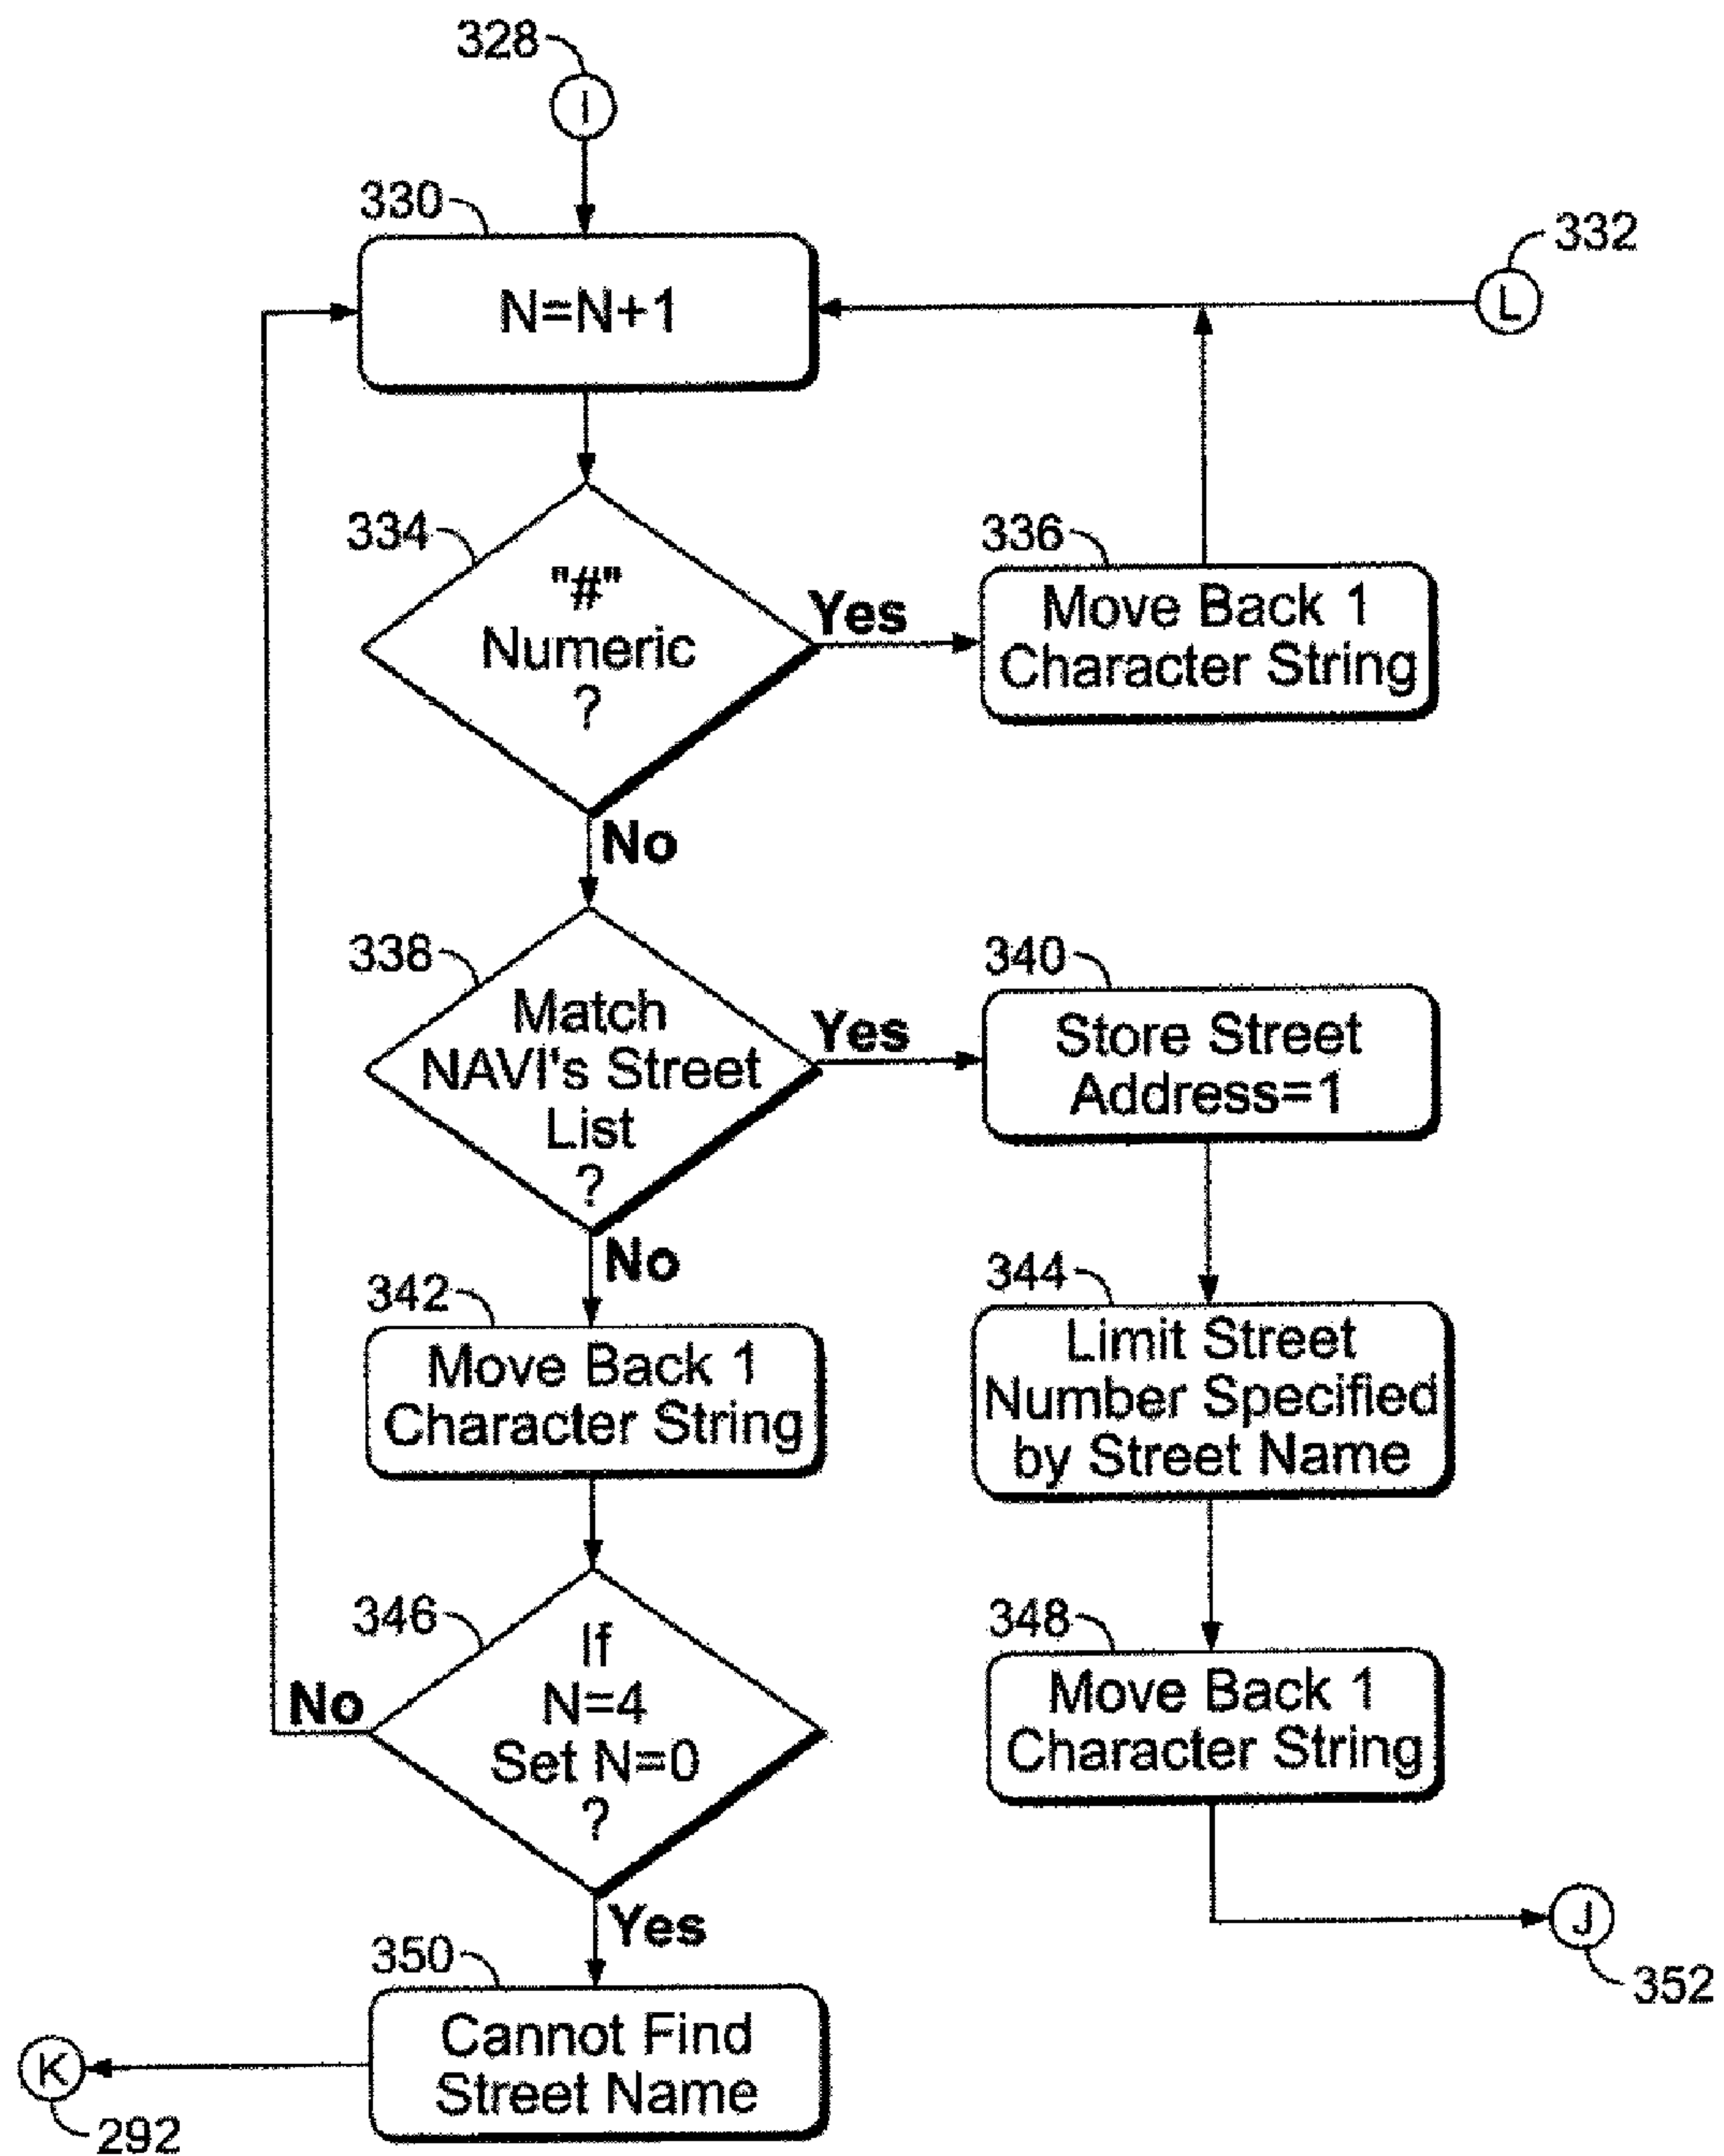 328
I
330
N=N+1
332
L
334
"#"
Numeric
?
Yes
336
Move Back 1
Character String
No
338
Match
NAVI's Street
List
?
Yes
340
Store Street
Address=1
No
342
Move Back 1
Character String
344
Limit Street
Number Specified
by Street Name
346
If
N=4
Set N=0
?
No
348
Move Back 1
Character String
Yes
350
Cannot Find
Street Name
J
352
K
292